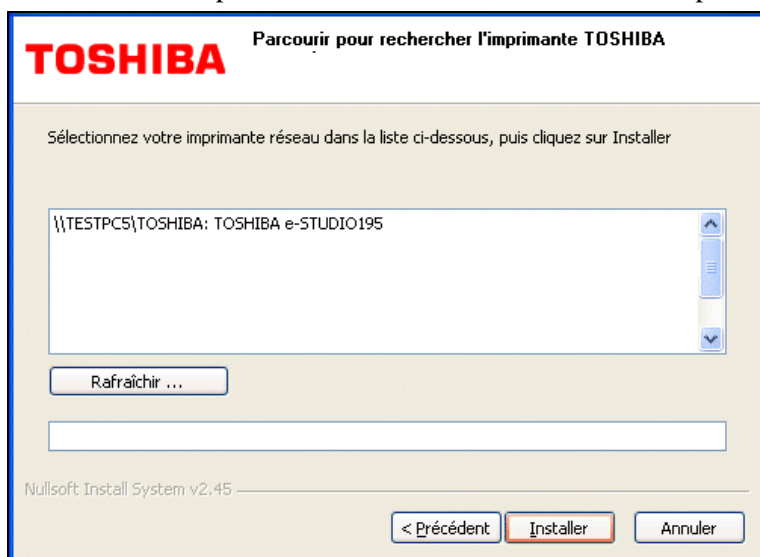 TOSHIBA
Parcourir pour rechercher l'imprimante TOSHIBA
Sélectionnez votre imprimante réseau dans la liste ci-dessous, puis cliquez sur Installer
\\TESTPC5\TOSHIBA: TOSHIBA e-STUDIO195
Rafraîchir ...
Nullsoft Install System v2.45
< Précédent Installer Annuler